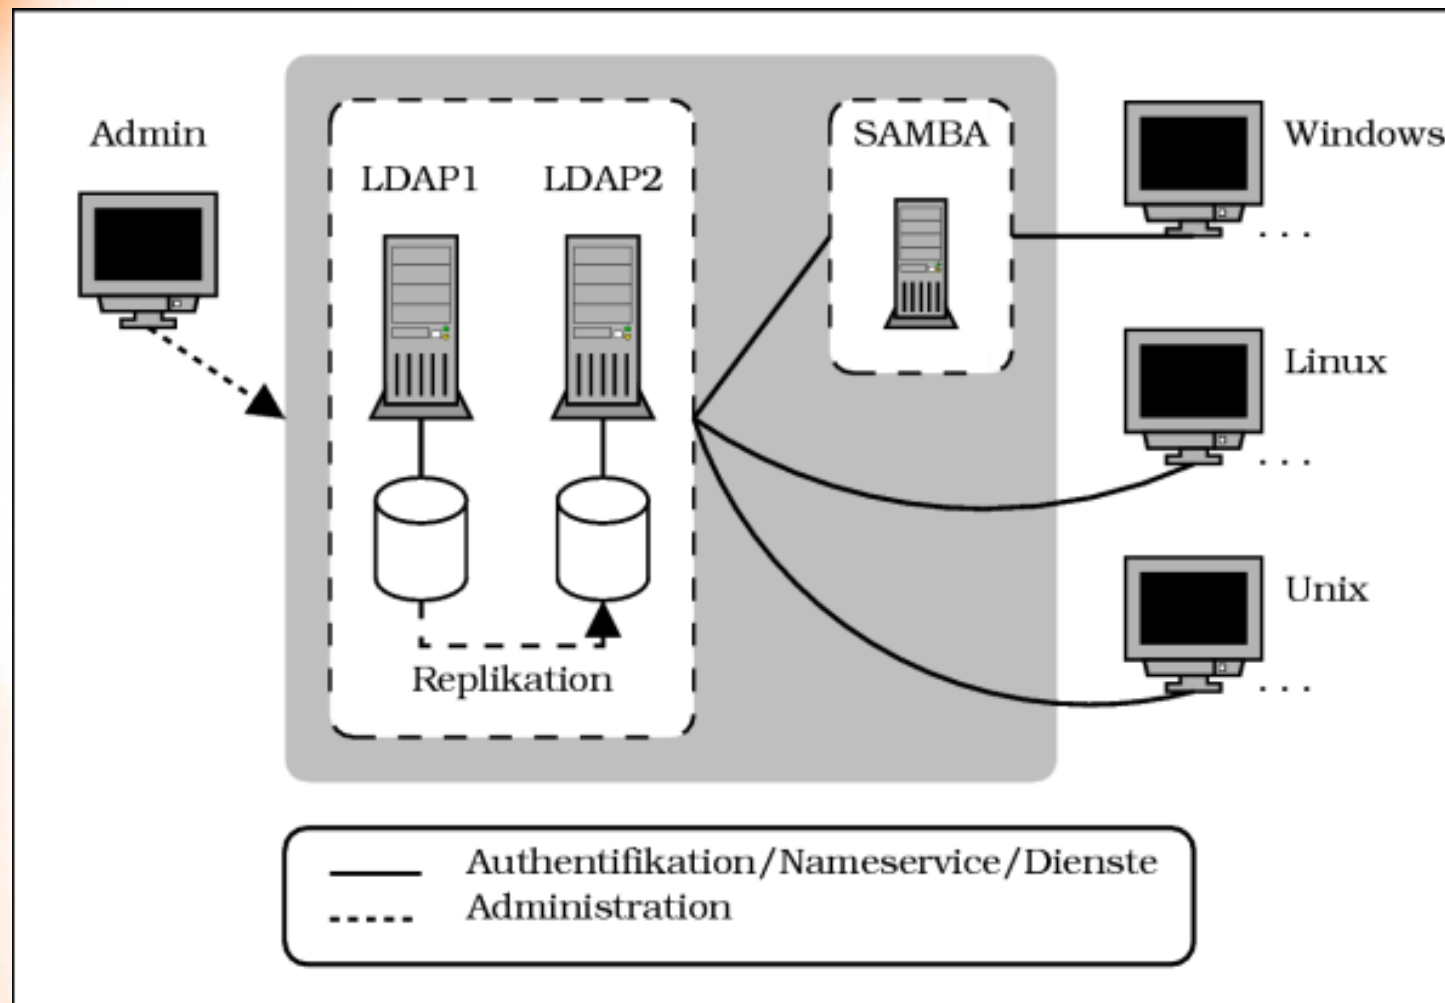 Admin
LDAP1
LDAP2
SAMBA
Windows
. . .
Linux
. . .
Unix
. . .
Replikation
Authentifikation/Nameservice/Dienste
Administration